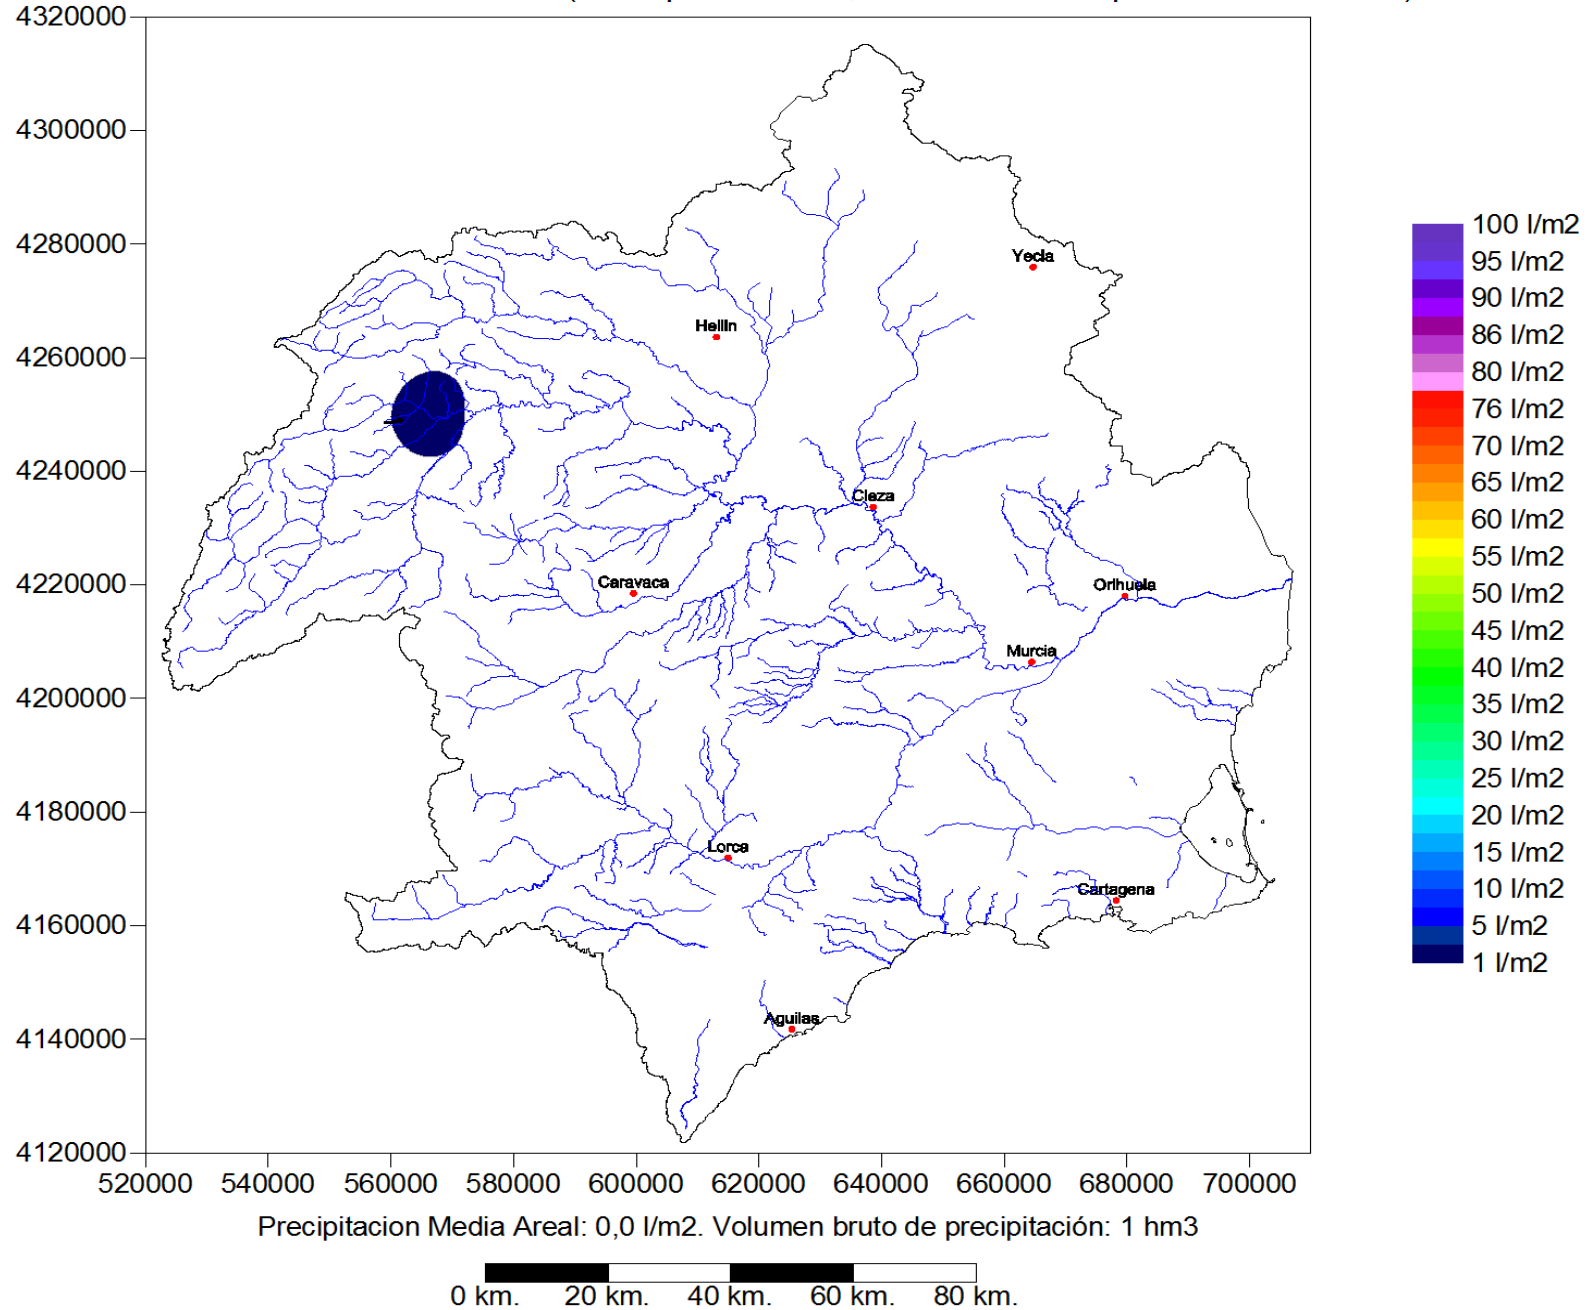 4320000
4300000
4280000
4260000
4240000
4220000
4200000
4180000
4160000
4140000
4120000
520000 540000 560000 580000 600000 620000 640000 660000 680000 700000
Yecla
Hellin
Cieza
Caravaca
Orihuela
Murcia
Lorca
Cartagena
Aguilas
100 l/m2
95 l/m2
90 l/m2
86 l/m2
80 l/m2
76 l/m2
70 l/m2
65 l/m2
60 l/m2
55 l/m2
50 l/m2
45 l/m2
40 l/m2
35 l/m2
30 l/m2
25 l/m2
20 l/m2
15 l/m2
10 l/m2
5 l/m2
1 l/m2
Precipitacion Media Areal: 0,0 l/m2. Volumen bruto de precipitación: 1 hm3
0 km. 20 km. 40 km. 60 km. 80 km.